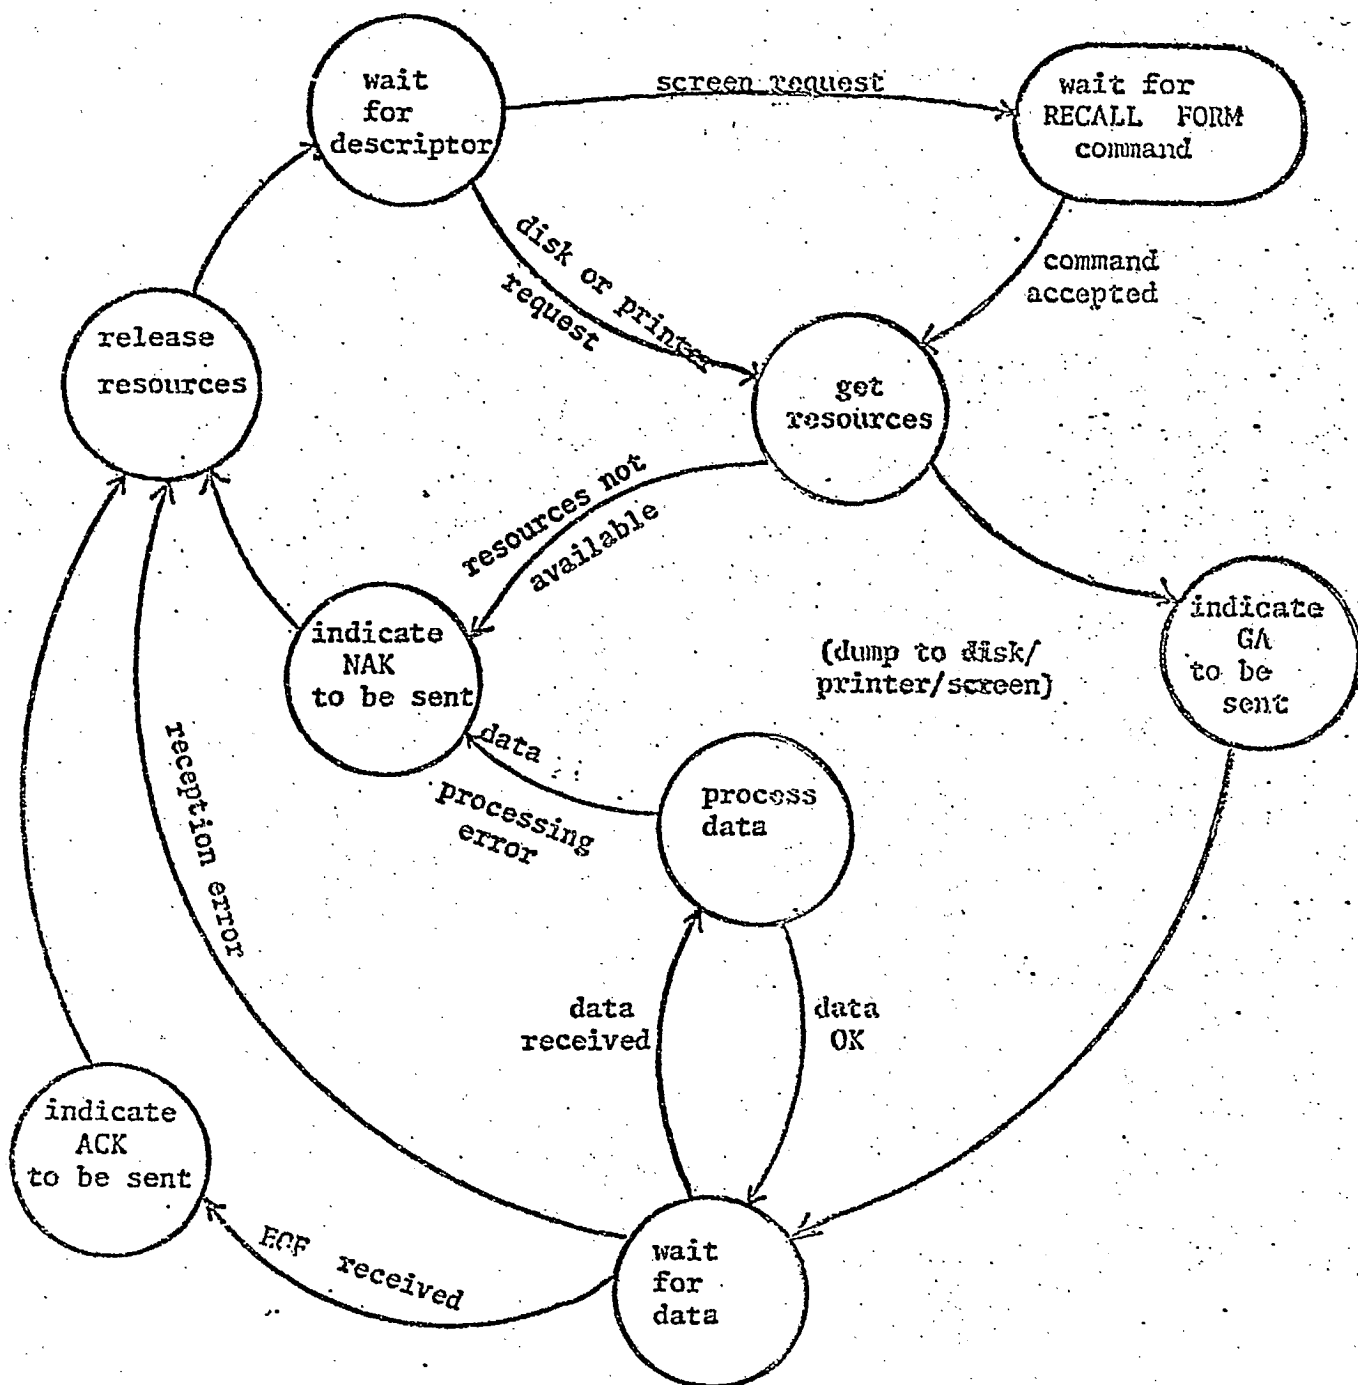 wait
for
descriptor
screen request
wait for
RECALL FORM
command
disk or printer
request
command
accepted
release
resources
get
resources
resources not
available
indicate
NAK
to be sent
(dump to disk/
printer/screen)
indicate
GA
to be
sent
data
processing
error
process
data
reception error
data
received
data
OK
indicate
ACK
to be sent
EOF received
wait
for
data